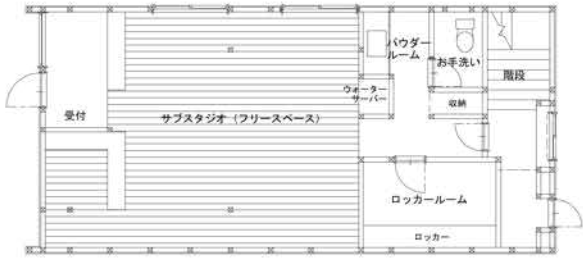 パウダー
ルーム
お手洗い
階段
ウォーター
サーバー
収納
受付
サブスタジオ（フリースペース）
ロッカールーム
ロッカー